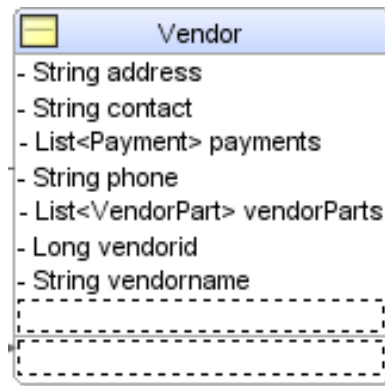 Vendor
- String address
- String contact
- List<Payment> payments
- String phone
- List<VendorPart> vendorParts
- Long vendorid
- String vendorname